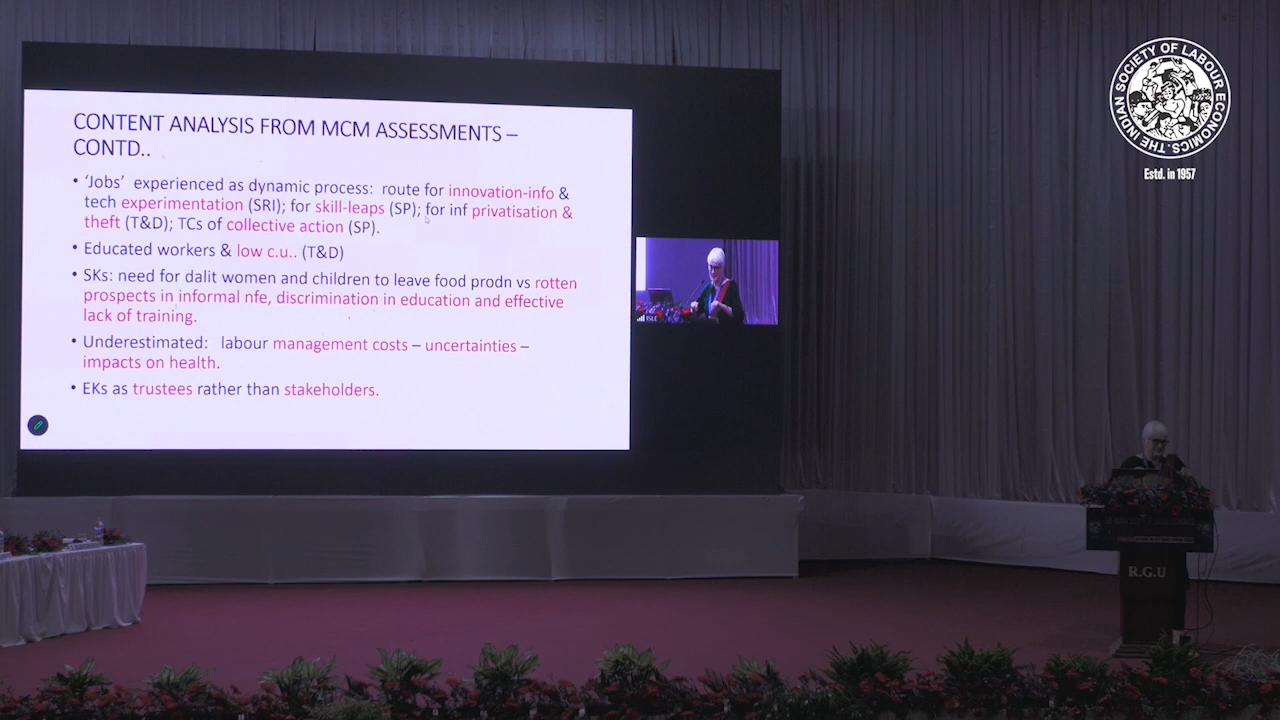 CONTENT ANALYSIS FROM MCM ASSESSMENTS –
CONTD..
• ‘Jobs’ experienced as dynamic process: route for innovation-info &
tech experimentation (SRI); for skill-leaps (SP); for inf privatisation &
theft (T&D); TCs of collective action (SP).
• Educated workers & low c.u.. (T&D)
• SKs: need for dalit women and children to leave food prodn vs rotten
prospects in informal nfe, discrimination in education and effective
lack of training.
• Underestimated: labour management costs – uncertainties –
impacts on health.
• EKs as trustees rather than stakeholders.
ISLE
THE INDIAN SOCIETY OF LABOUR ECONOMICS.
Estd. in 1957
R.G.U